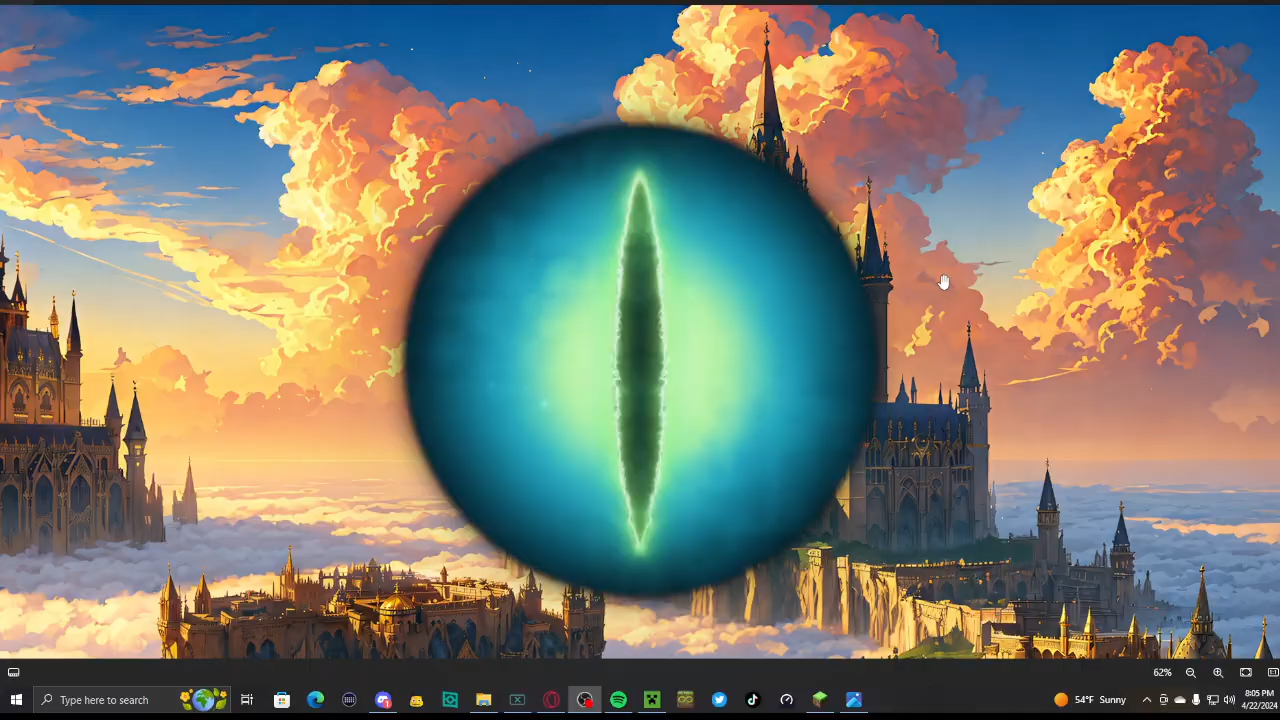 62%
Type here to search
54°F Sunny
8:05 PM
4/22/2024